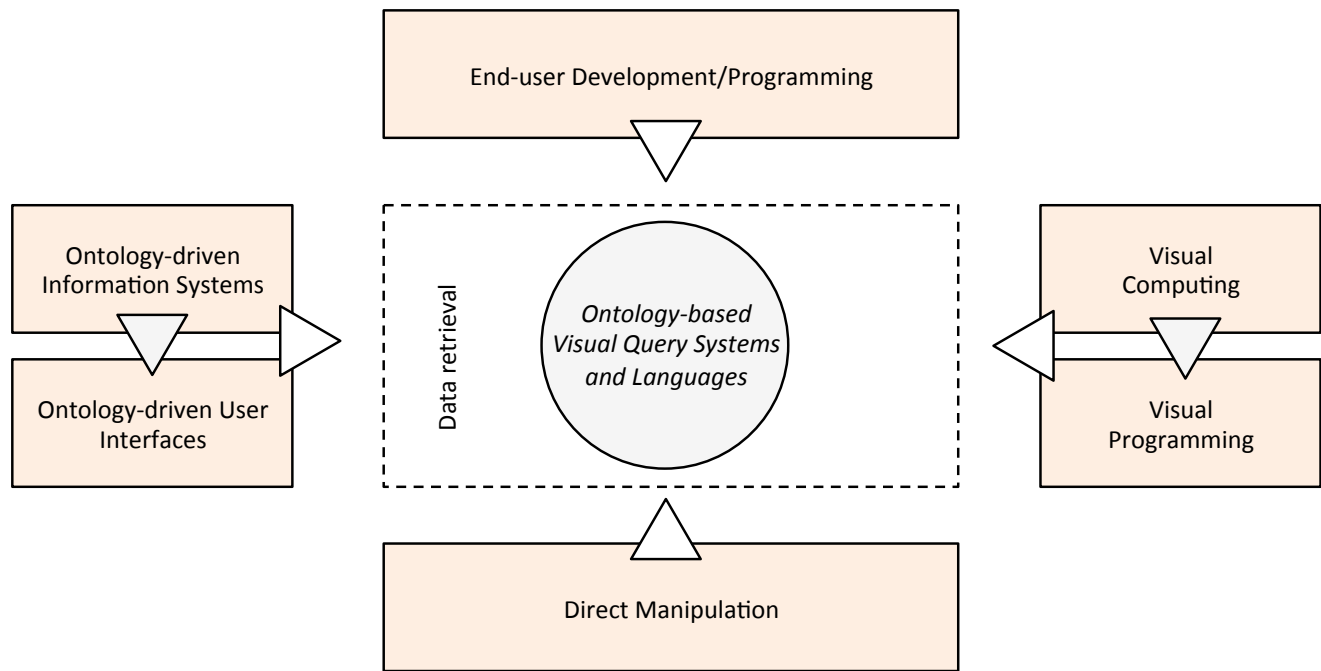 End-user Development/Programming
Ontology-driven
Information Systems
Ontology-driven User
Interfaces
Data retrieval
Ontology-based
Visual Query Systems
and Languages
Visual
Computing
Visual
Programming
Direct Manipulation